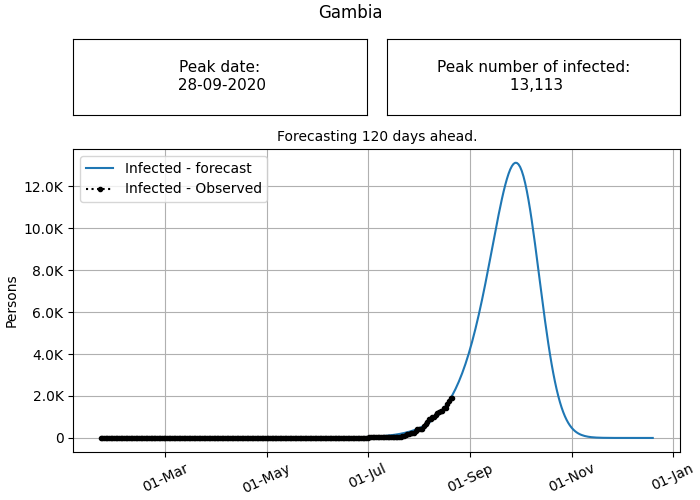 Gambia
Peak date:
28-09-2020
Peak number of infected:
13,113
Forecasting 120 days ahead.
Infected - forecast
Infected - Observed
12.0K
10.0K
8.0K
6.0K
4.0K
2.0K
0
Persons
01-Mar
01-May
01-Jul
01-Sep
01-Nov
01-Jan